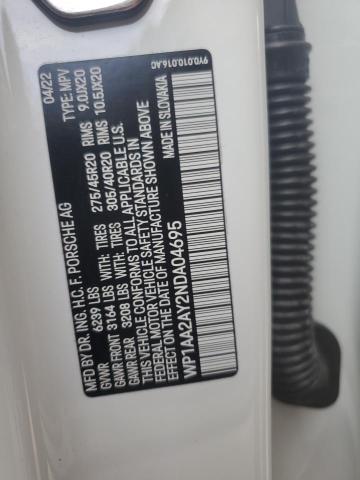 9Y0.010.016.AC
MFD BY DR. ING. H.C. F. PORSCHE AG 04/22
GVWR 6239 LBS WITH: TIRES RIMS TYPE: MPV
GAWR FRONT 3164 LBS WITH: TIRES 275/45R20 RIMS 9.0JX20
GAWR REAR 3208 LBS WITH: TIRES 305/40R20 RIMS 10.5JX20
THIS VEHICLE CONFORMS TO ALL APPLICABLE U.S.
FEDERAL MOTOR VEHICLE SAFETY STANDARDS IN
EFFECT ON THE DATE OF MANUFACTURE SHOWN ABOVE
MADE IN SLOVAKIA
WP1AA2AY2NDA04695